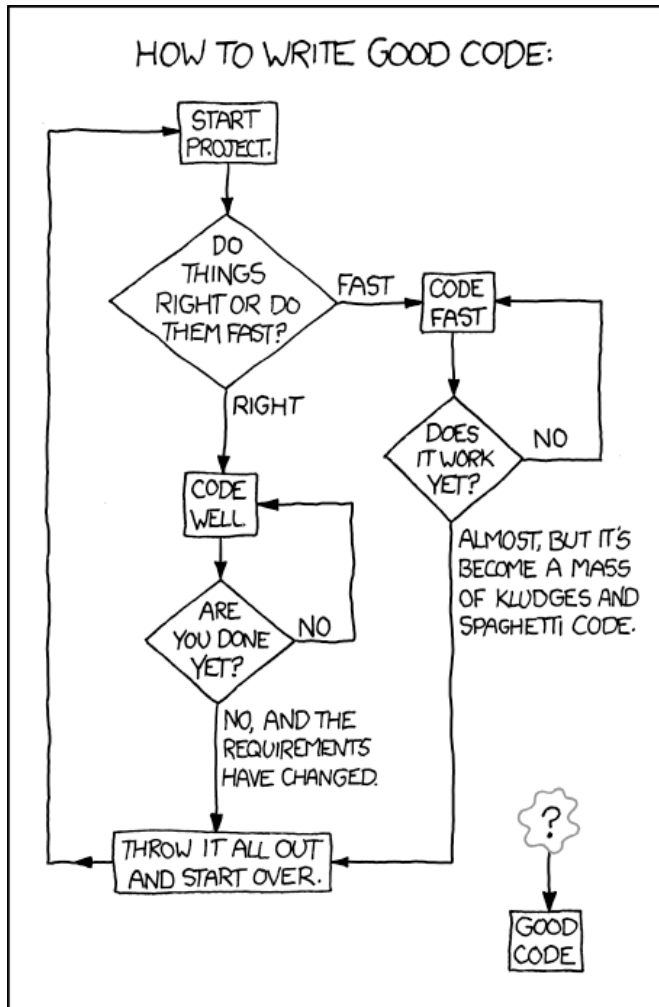 HOW TO WRITE GOOD CODE:
START
PROJECT.
DO
THINGS
RIGHT OR DO
THEM FAST?
FAST
CODE
FAST
RIGHT
DOES
IT WORK
YET?
NO
CODE
WELL.
ALMOST, BUT IT'S
BECOME A MASS
OF KLUDGES AND
SPAGHETTI CODE.
ARE
YOU DONE
YET?
NO
NO, AND THE
REQUIREMENTS
HAVE CHANGED.
THROW IT ALL OUT
AND START OVER.
?
GOOD
CODE